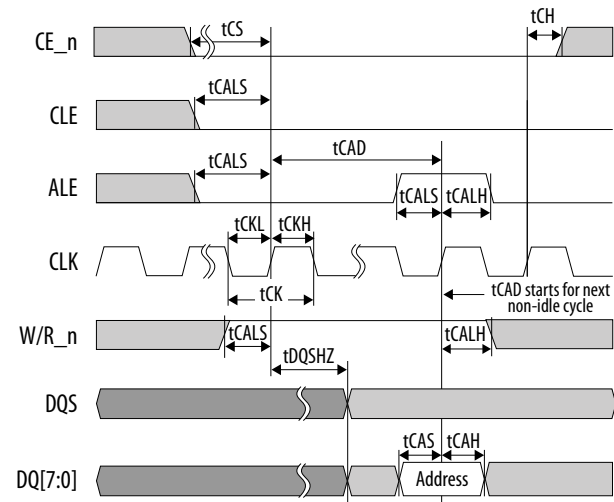 tCS
tCH
CE_n
tCALS
CLE
tCALS
tCAD
ALE
tCALS
tCALH
tCKL
tCKH
CLK
tCK
tCAD starts for next
non-idle cycle
W/R_n
tCALS
tCALH
tDQSHZ
DQS
tCAS
tCAH
DQ[7:0]
Address